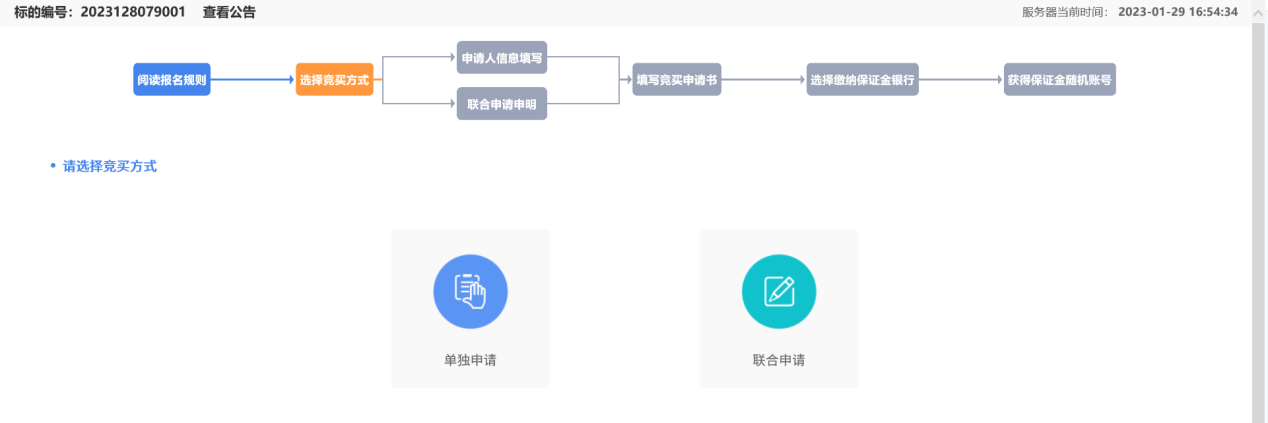 标的编号：2023128079001 查看公告
服务器当前时间： 2023-01-29 16:54:34
申请人信息填写
阅读报名规则
选择竞买方式
填写竞买申请书
选择缴纳保证金银行
获得保证金随机账号
联合申请申明
• 请选择竞买方式
单独申请
联合申请